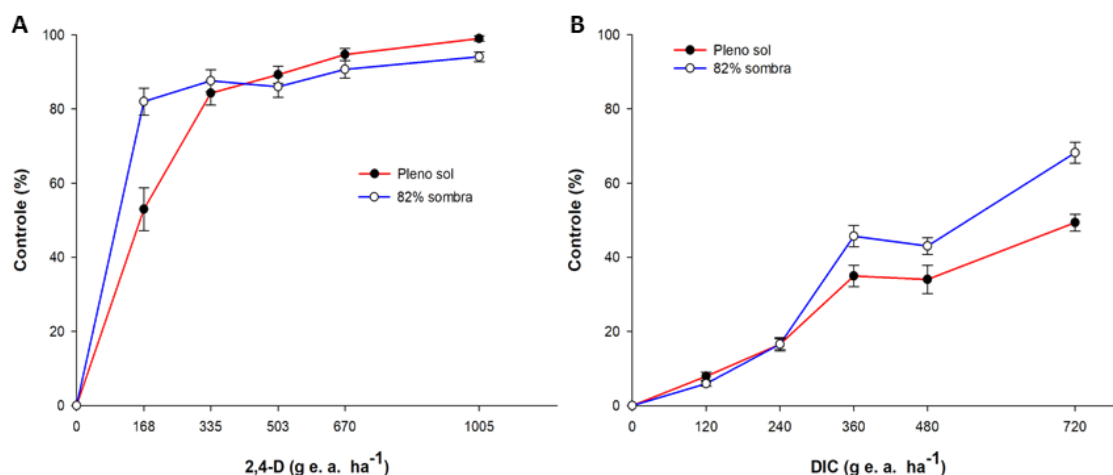 A
100
80
60
40
20
0
Controle (%)
Pleno sol
82% sombra
0 168 335 503 670 1005
2,4-D (g e. a. ha⁻¹)
B
100
80
60
40
20
0
Controle (%)
Pleno sol
82% sombra
0 120 240 360 480 720
DIC (g e. a. ha⁻¹)